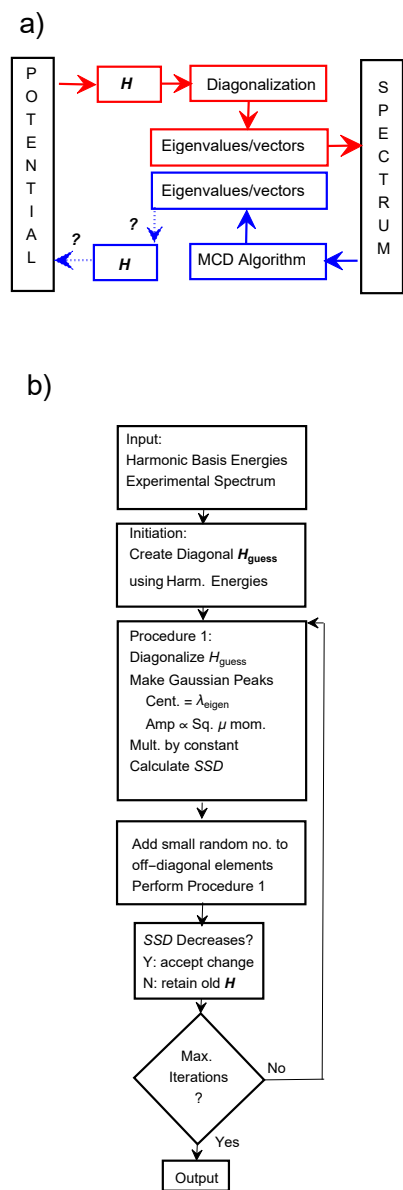 a)
POTENTIAL
H
Diagonalization
Eigenvalues/vectors
SPECTRUM
Eigenvalues/vectors
?
?
H
MCD Algorithm
b)
Input:
Harmonic Basis Energies
Experimental Spectrum
Initiation:
Create Diagonal Hguess
using Harm. Energies
Procedure 1:
Diagonalize Hguess
Make Gaussian Peaks
Cent. = λeigen
Amp ∝ Sq. μ mom.
Mult. by constant
Calculate SSD
Add small random no. to
off−diagonal elements
Perform Procedure 1
SSD Decreases?
Y: accept change
N: retain old H
Max.
Iterations
?
No
Yes
Output